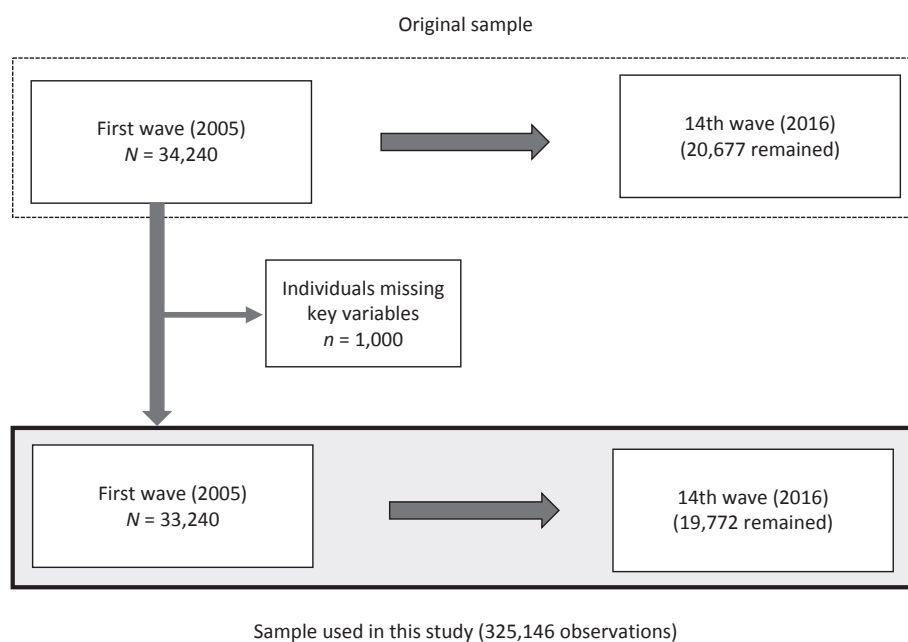 Original sample
First wave (2005)
N = 34,240
14th wave (2016)
(20,677 remained)
Individuals missing
key variables
n = 1,000
First wave (2005)
N = 33,240
14th wave (2016)
(19,772 remained)
Sample used in this study (325,146 observations)